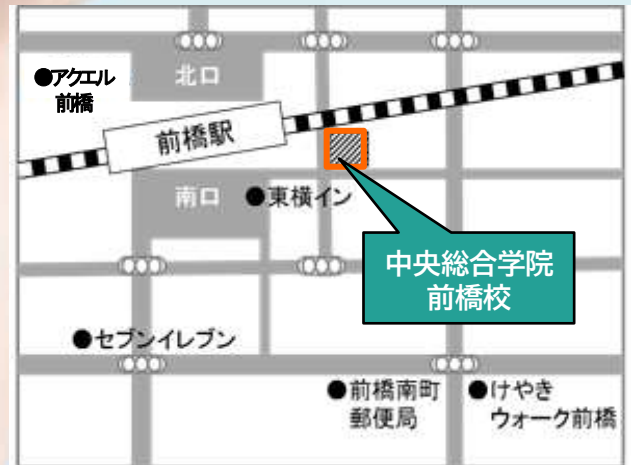 ●アクエル
前橋
北口
前橋駅
南口
●東横イン
中央総合学院
前橋校
●セブンイレブン
●前橋南町
郵便局
●けやき
ウォーク前橋